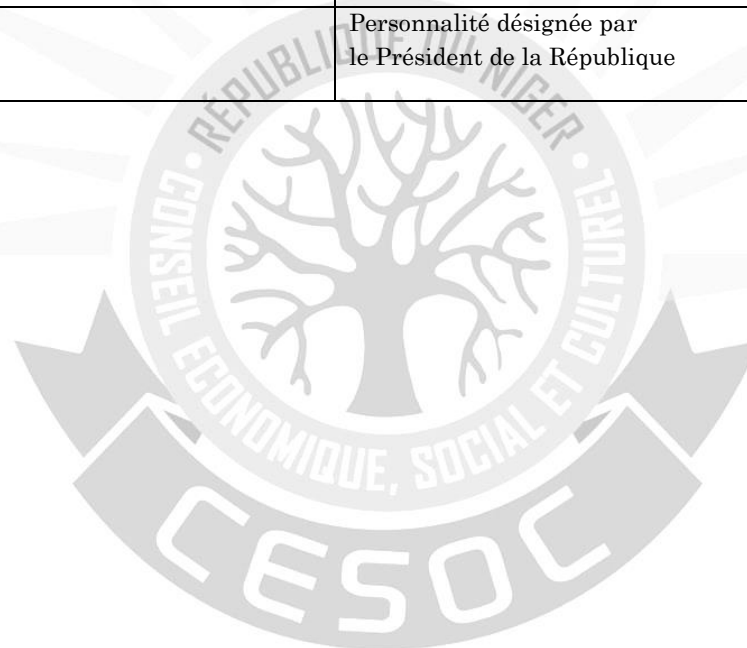 Personnalité désignée par
le Président de la République
RÉPUBLIQUE DU NIGER
CONSEIL ECONOMIQUE, SOCIAL ET CULTUREL
CESOC